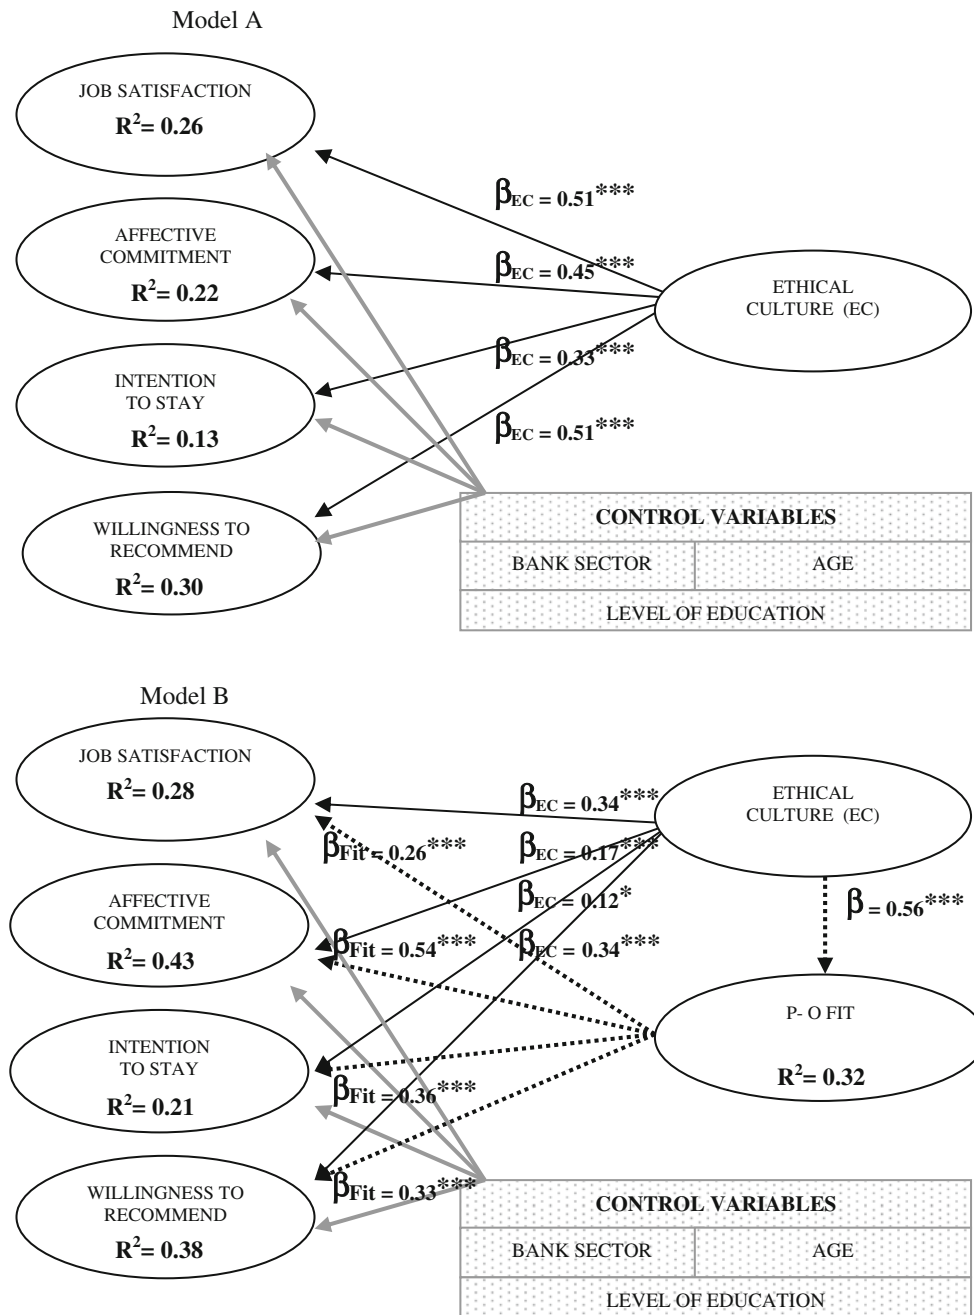 Model A
JOB SATISFACTION
R²= 0.26
AFFECTIVE
COMMITMENT
R²= 0.22
INTENTION
TO STAY
R²= 0.13
WILLINGNESS TO
RECOMMEND
R²= 0.30
βEC = 0.51***
βEC = 0.45***
βEC = 0.33***
βEC = 0.51***
ETHICAL
CULTURE (EC)
CONTROL VARIABLES
BANK SECTOR
AGE
LEVEL OF EDUCATION
Model B
JOB SATISFACTION
R²= 0.28
AFFECTIVE
COMMITMENT
R²= 0.43
INTENTION
TO STAY
R²= 0.21
WILLINGNESS TO
RECOMMEND
R²= 0.38
βEC = 0.34***
βFit = 0.26***
βEC = 0.17***
βEC = 0.12*
βFit = 0.54***
βEC = 0.34***
βFit = 0.36***
βFit = 0.33***
ETHICAL
CULTURE (EC)
β = 0.56***
P- O FIT
R²= 0.32
CONTROL VARIABLES
BANK SECTOR
AGE
LEVEL OF EDUCATION